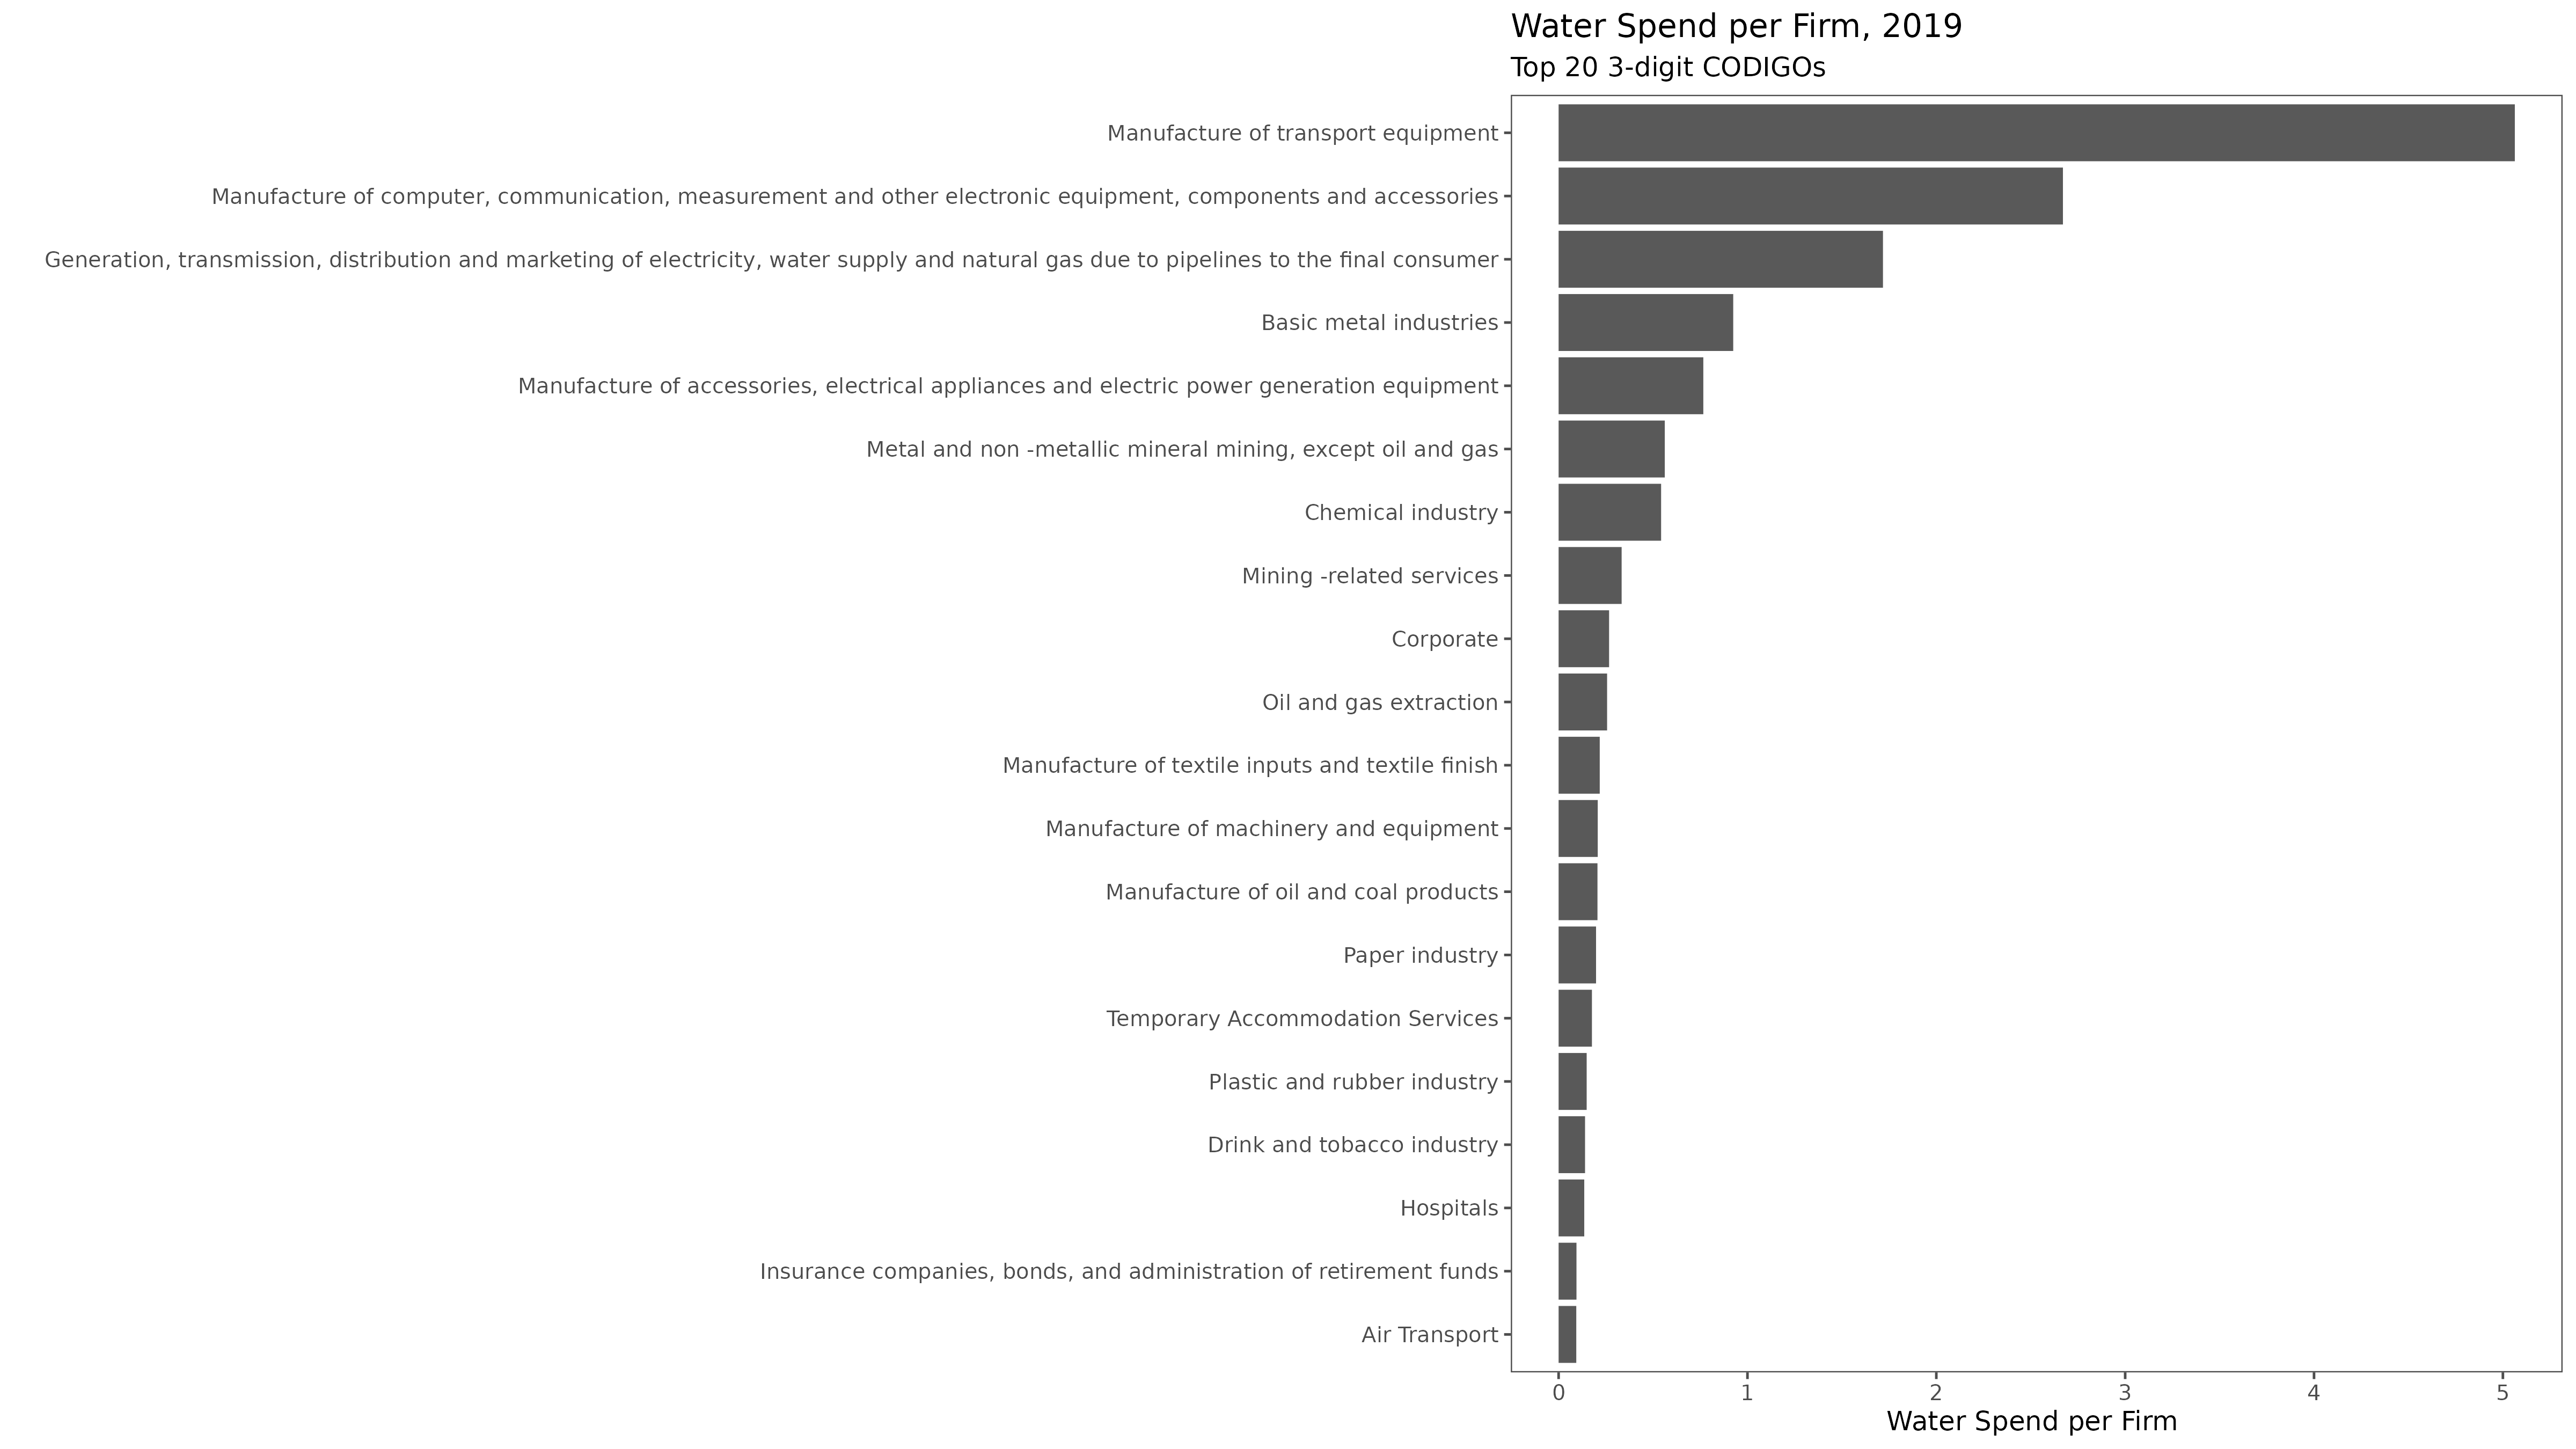 Water Spend per Firm, 2019
Top 20 3-digit CODIGOs
Manufacture of transport equipment
Manufacture of computer, communication, measurement and other electronic equipment, components and accessories
Generation, transmission, distribution and marketing of electricity, water supply and natural gas due to pipelines to the final consumer
Basic metal industries
Manufacture of accessories, electrical appliances and electric power generation equipment
Metal and non -metallic mineral mining, except oil and gas
Chemical industry
Mining -related services
Corporate
Oil and gas extraction
Manufacture of textile inputs and textile finish
Manufacture of machinery and equipment
Manufacture of oil and coal products
Paper industry
Temporary Accommodation Services
Plastic and rubber industry
Drink and tobacco industry
Hospitals
Insurance companies, bonds, and administration of retirement funds
Air Transport
0 1 2 3 4 5
Water Spend per Firm